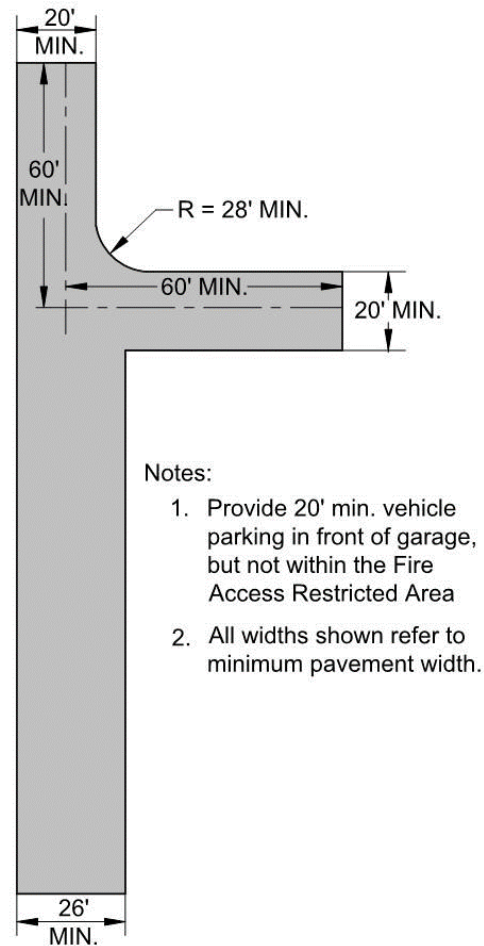 20'
MIN.
60'
MIN.
R = 28' MIN.
60' MIN.
20' MIN.
Notes:
1. Provide 20' min. vehicle
parking in front of garage,
but not within the Fire
Access Restricted Area
2. All widths shown refer to
minimum pavement width.
26'
MIN.